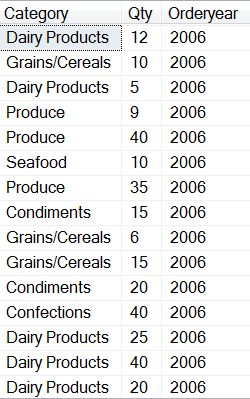 Category Qty Orderyear
Dairy Products 12 2006
Grains/Cereals 10 2006
Dairy Products 5 2006
Produce 9 2006
Produce 40 2006
Seafood 10 2006
Produce 35 2006
Condiments 15 2006
Grains/Cereals 6 2006
Grains/Cereals 15 2006
Condiments 20 2006
Confections 40 2006
Dairy Products 25 2006
Dairy Products 40 2006
Dairy Products 20 2006